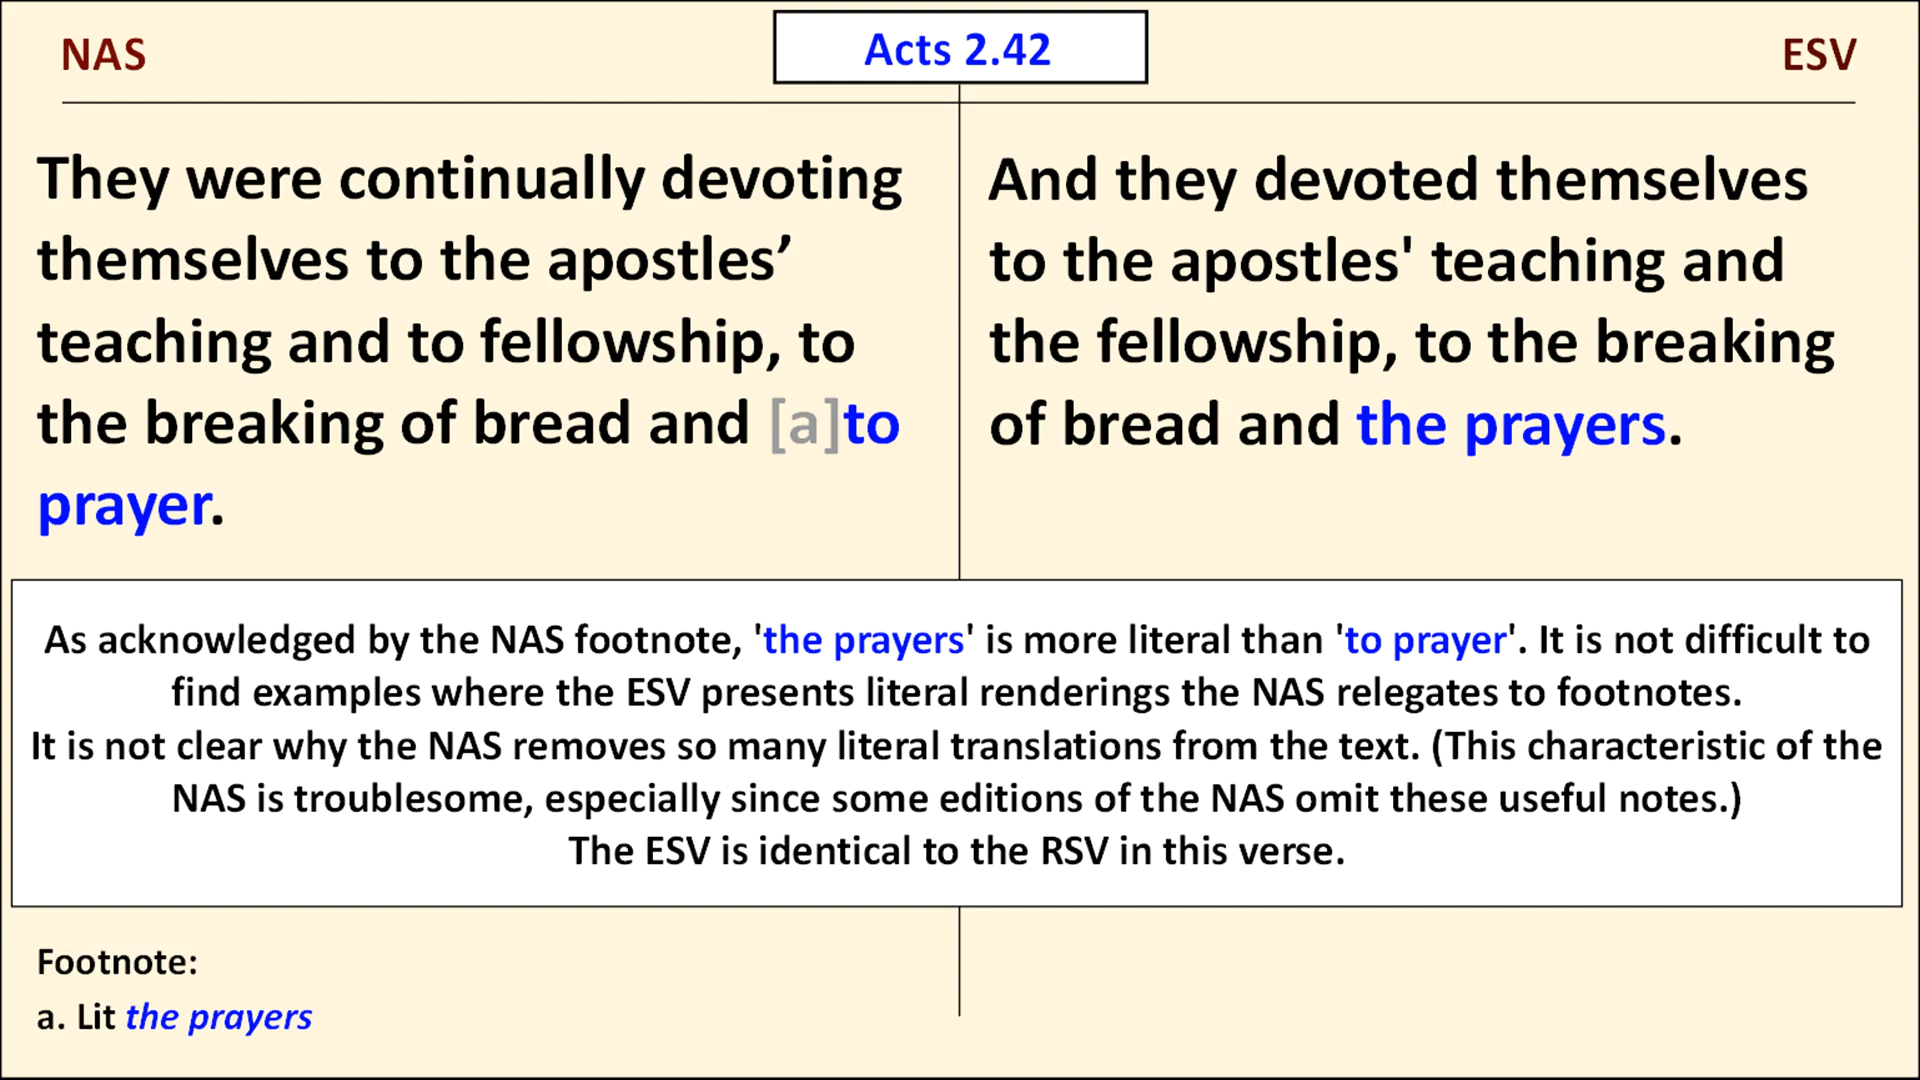 NAS
Acts 2.42
ESV
They were continually devoting
themselves to the apostles’
teaching and to fellowship, to
the breaking of bread and [a]to
prayer.
And they devoted themselves
to the apostles' teaching and
the fellowship, to the breaking
of bread and the prayers.
As acknowledged by the NAS footnote, 'the prayers' is more literal than 'to prayer'. It is not difficult to
find examples where the ESV presents literal renderings the NAS relegates to footnotes.
It is not clear why the NAS removes so many literal translations from the text. (This characteristic of the
NAS is troublesome, especially since some editions of the NAS omit these useful notes.)
The ESV is identical to the RSV in this verse.
Footnote:
a. Lit the prayers